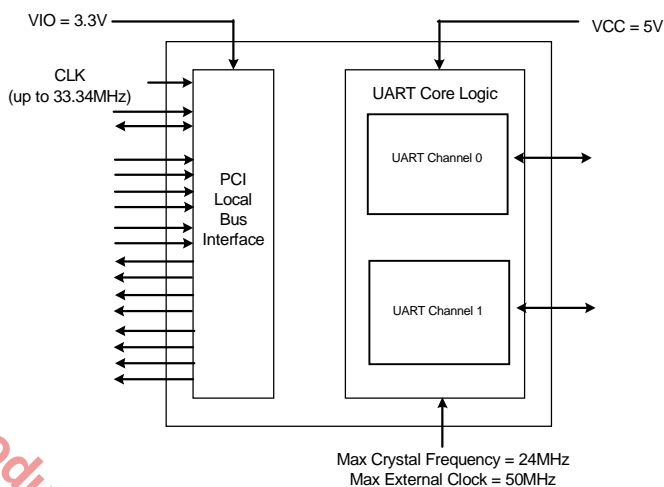 VIO = 3.3V
VCC = 5V
CLK
(up to 33.34MHz)
PCI
Local
Bus
Interface
UART Core Logic
UART Channel 0
UART Channel 1
Max Crystal Frequency = 24MHz
Max External Clock = 50MHz